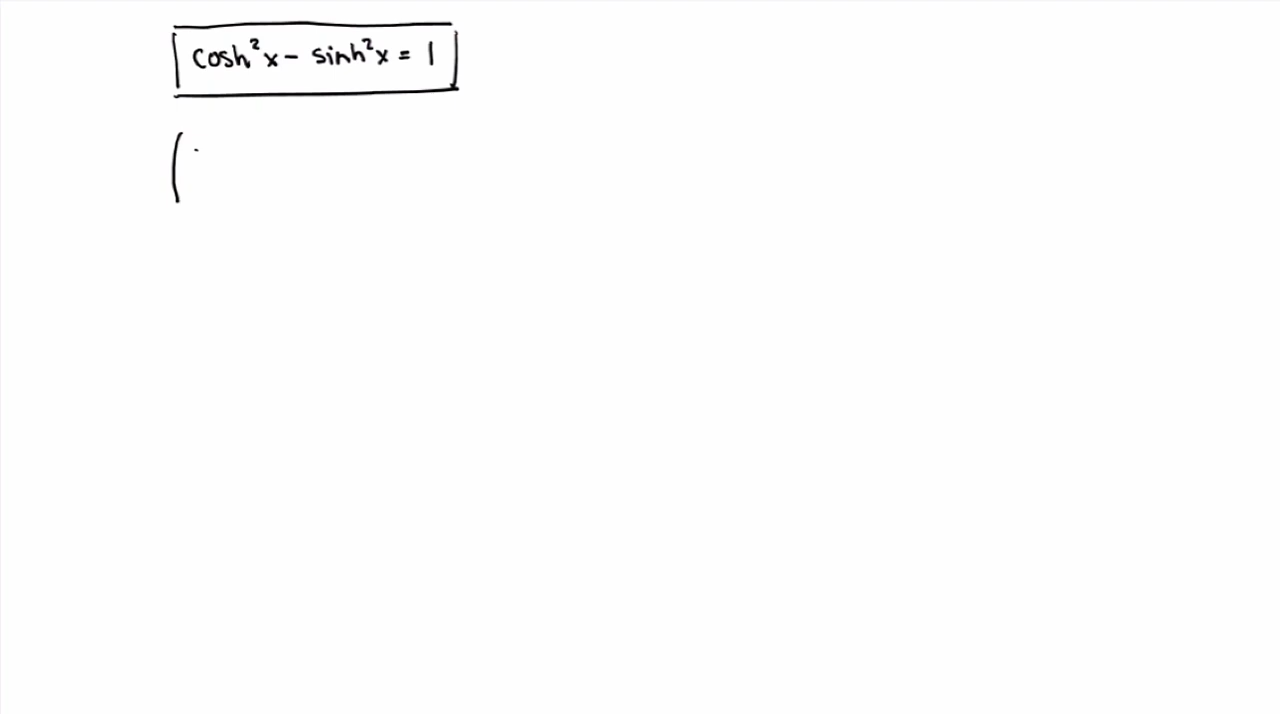 cosh²x - sinh²x = 1
(